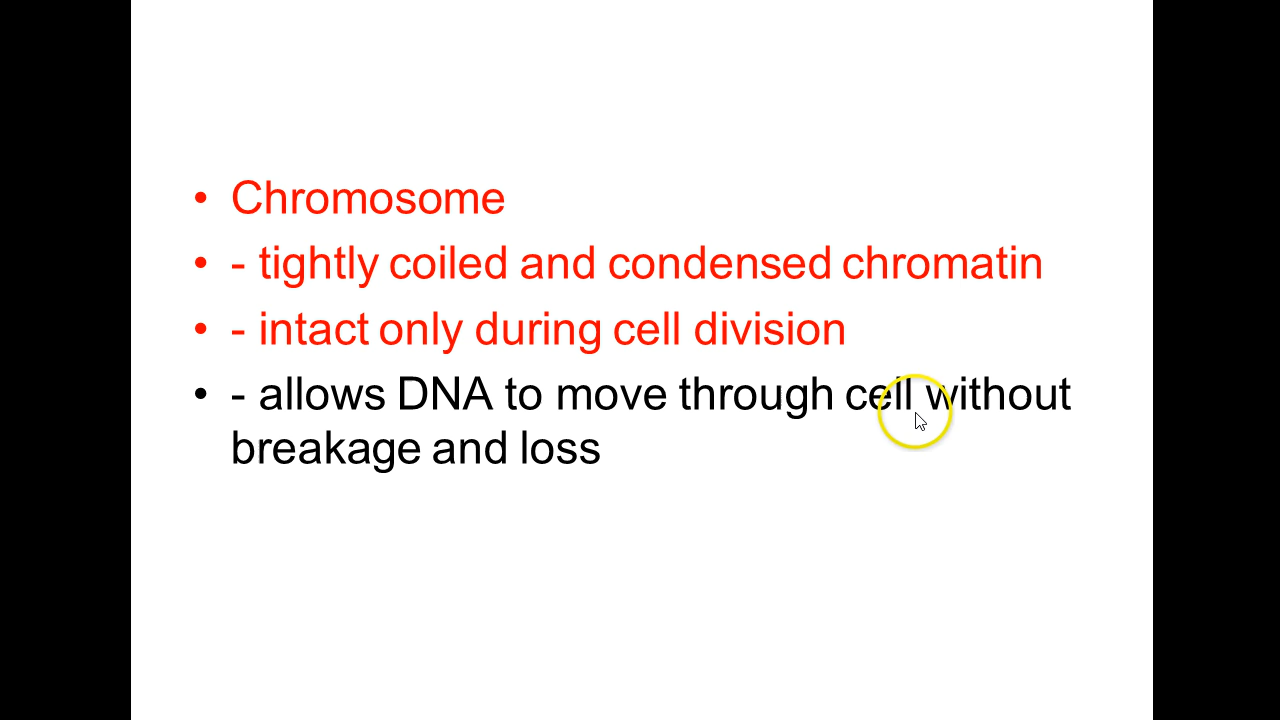 • Chromosome
• - tightly coiled and condensed chromatin
• - intact only during cell division
• - allows DNA to move through cell without
breakage and loss